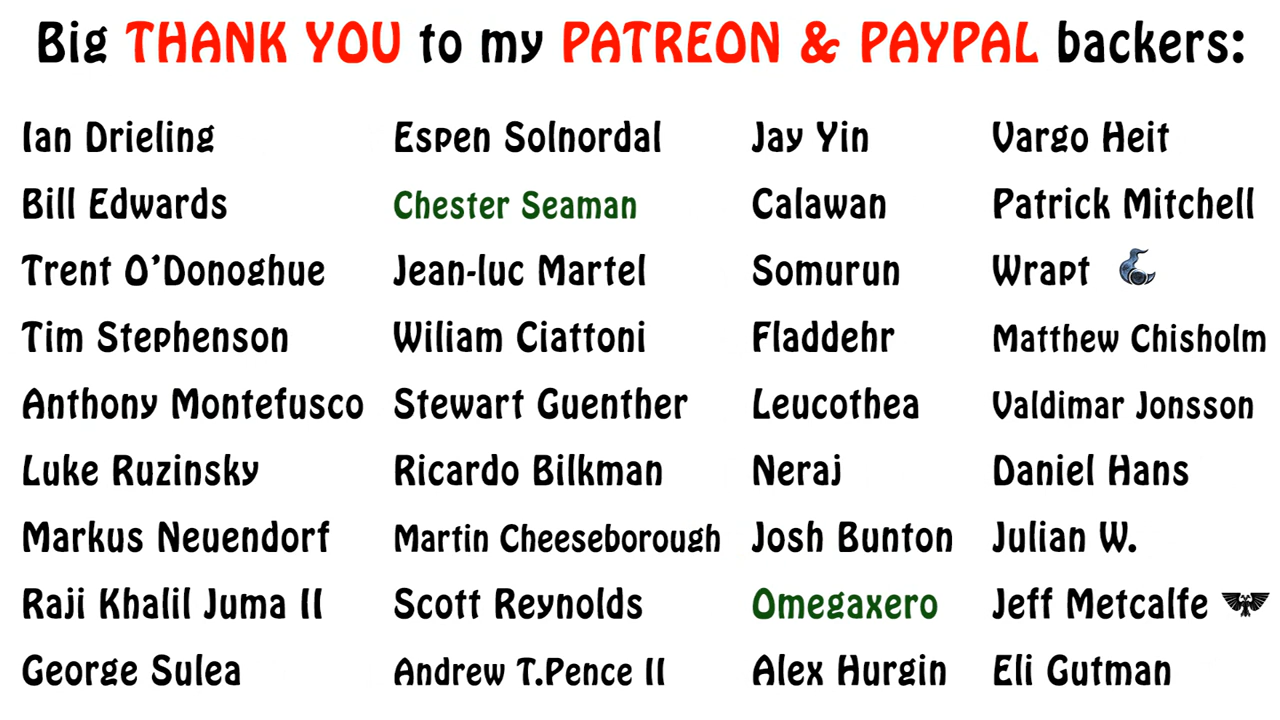 Big THANK YOU to my PATREON & PAYPAL backers:
Ian Drieling
Bill Edwards
Trent O'Donoghue
Tim Stephenson
Anthony Montefusco
Luke Ruzinsky
Markus Neuendorf
Raji Khalil Juma II
George Sulea
Espen Solnordal
Chester Seaman
Jean-luc Martel
Wiliam Ciattoni
Stewart Guenther
Ricardo Bilkman
Martin Cheeseborough
Scott Reynolds
Andrew T.Pence II
Jay Yin
Calawan
Somurun
Fladdehr
Leucothea
Neraj
Josh Bunton
Omegaxero
Alex Hurgin
Vargo Heit
Patrick Mitchell
Wrapt
Matthew Chisholm
Valdimar Jonsson
Daniel Hans
Julian W.
Jeff Metcalfe
Eli Gutman